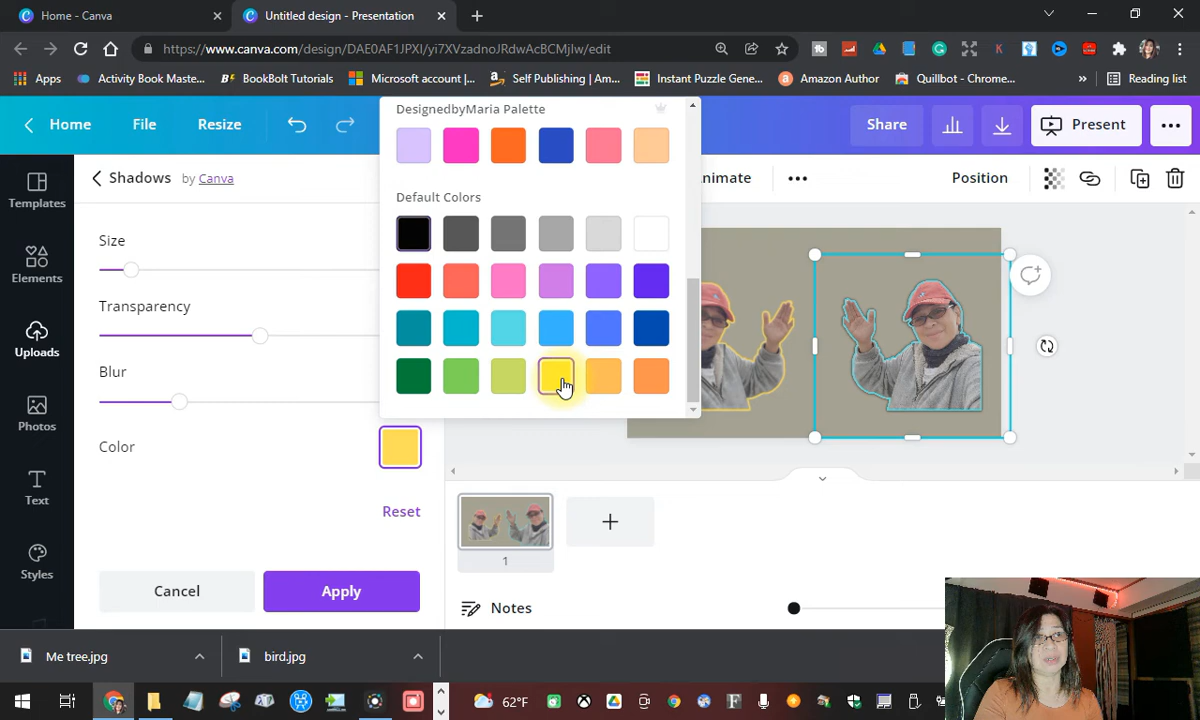 Home - Canva
Untitled design - Presentation
https://www.canva.com/design/DAE0AF1JPXI/yi7XVzadnoJRdwAcBCMjlw/edit
Apps
Activity Book Maste...
BookBolt Tutorials
Microsoft account |...
Self Publishing | Am...
Instant Puzzle Gene...
Amazon Author
Quillbot - Chrome...
Reading list
Home
File
Resize
Share
Present
Templates
Elements
Uploads
Photos
Text
Styles
Shadows by Canva
Size
Transparency
Blur
Color
Reset
Cancel
Apply
DesignedbyMaria Palette
Default Colors
nimate
Position
1
Notes
Me tree.jpg
bird.jpg
62°F